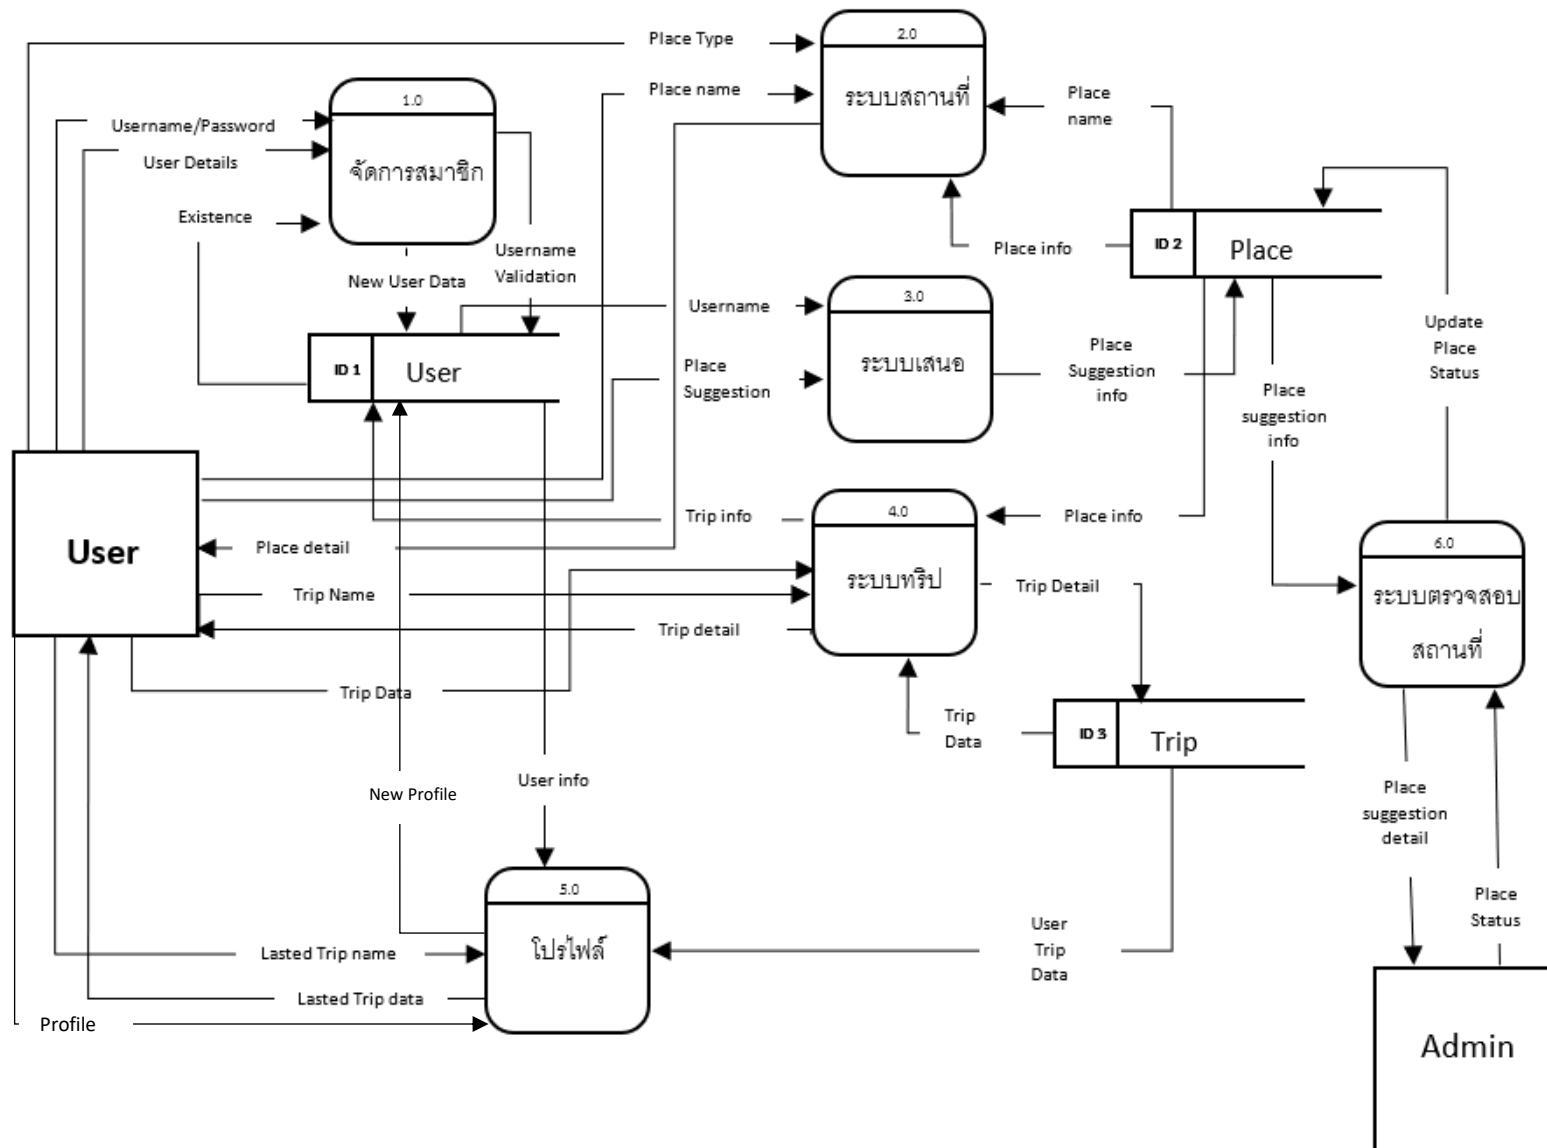 Place Type
2.0
ระบบสถานที่
Place name
Place
name
1.0
จัดการสมาชิก
Username/Password
User Details
Existence
Username
Validation
New User Data
Place info
ID 2
Place
3.0
ระบบเสนอ
Username
Place
Suggestion
Place
Suggestion
info
Update
Place
Status
ID 1
User
Place
suggestion
info
User
Trip info
4.0
ระบบทริป
Place info
Place detail
Trip Name
Trip detail
Trip Data
Trip Detail
6.0
ระบบตรวจสอบ
สถานที่
Trip
Data
ID 3
Trip
New Profile
User info
Place
suggestion
detail
Place
Status
5.0
โปรไฟล์
User
Trip
Data
Lasted Trip name
Lasted Trip data
Profile
Admin